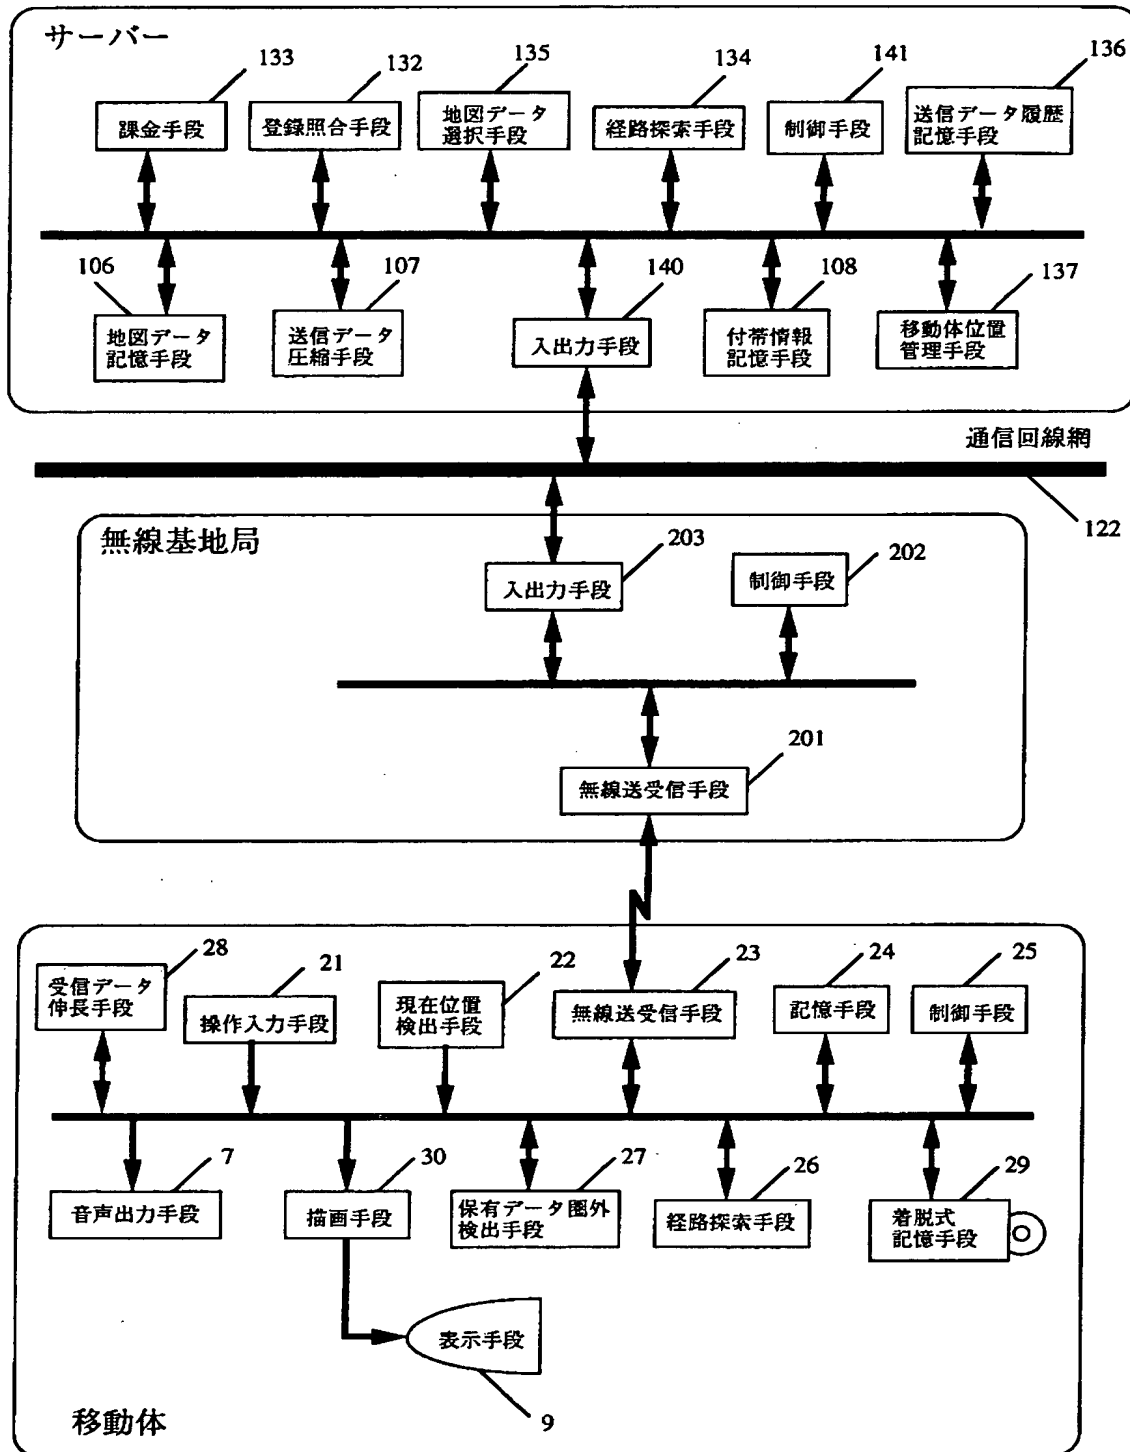 サーバー
133
132
135
134
141
136
課金手段
登録照合手段
地図データ
選択手段
経路探索手段
制御手段
送信データ履歴
記憶手段
106
107
140
108
137
地図データ
記憶手段
送信データ
圧縮手段
入出力手段
付帯情報
記憶手段
移動体位置
管理手段
通信回線網
122
無線基地局
203
202
入出力手段
制御手段
201
無線送受信手段
28
21
22
23
24
25
受信データ
伸長手段
操作入力手段
現在位置
検出手段
無線送受信手段
記憶手段
制御手段
7
30
27
26
29
音声出力手段
描画手段
保有データ圏外
検出手段
経路探索手段
着脱式
記憶手段
表示手段
9
移動体